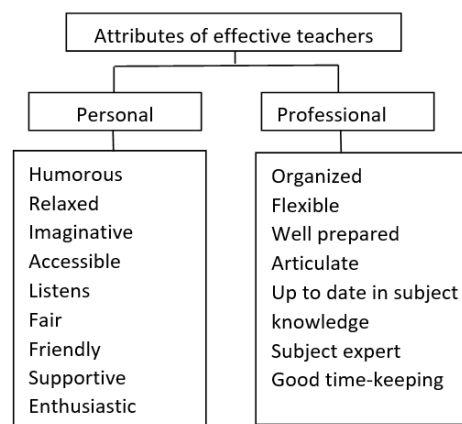 Attributes of effective teachers
Personal
Professional
Humorous
Relaxed
Imaginative
Accessible
Listens
Fair
Friendly
Supportive
Enthusiastic
Organized
Flexible
Well prepared
Articulate
Up to date in subject
knowledge
Subject expert
Good time-keeping